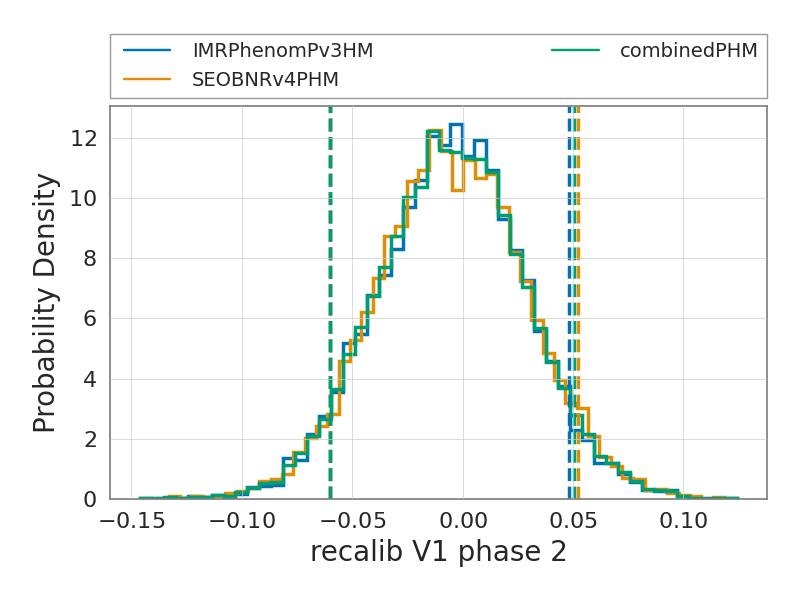 IMRPhenomPv3HM
SEOBNRv4PHM
combinedPHM
Probability Density
12
10
8
6
4
2
0
−0.15 −0.10 −0.05 0.00 0.05 0.10
recalib V1 phase 2